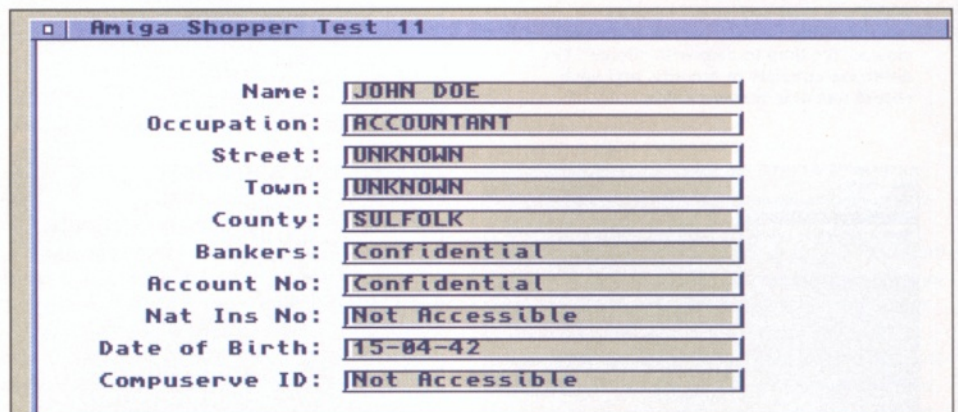 Amiga Shopper Test 11
Name: JOHN DOE
Occupation: ACCOUNTANT
Street: UNKNOWN
Town: UNKNOWN
County: SULFOLK
Bankers: Confidential
Account No: Confidential
Nat Ins No: Not Accessible
Date of Birth: 15-04-42
Compuserve ID: Not Accessible